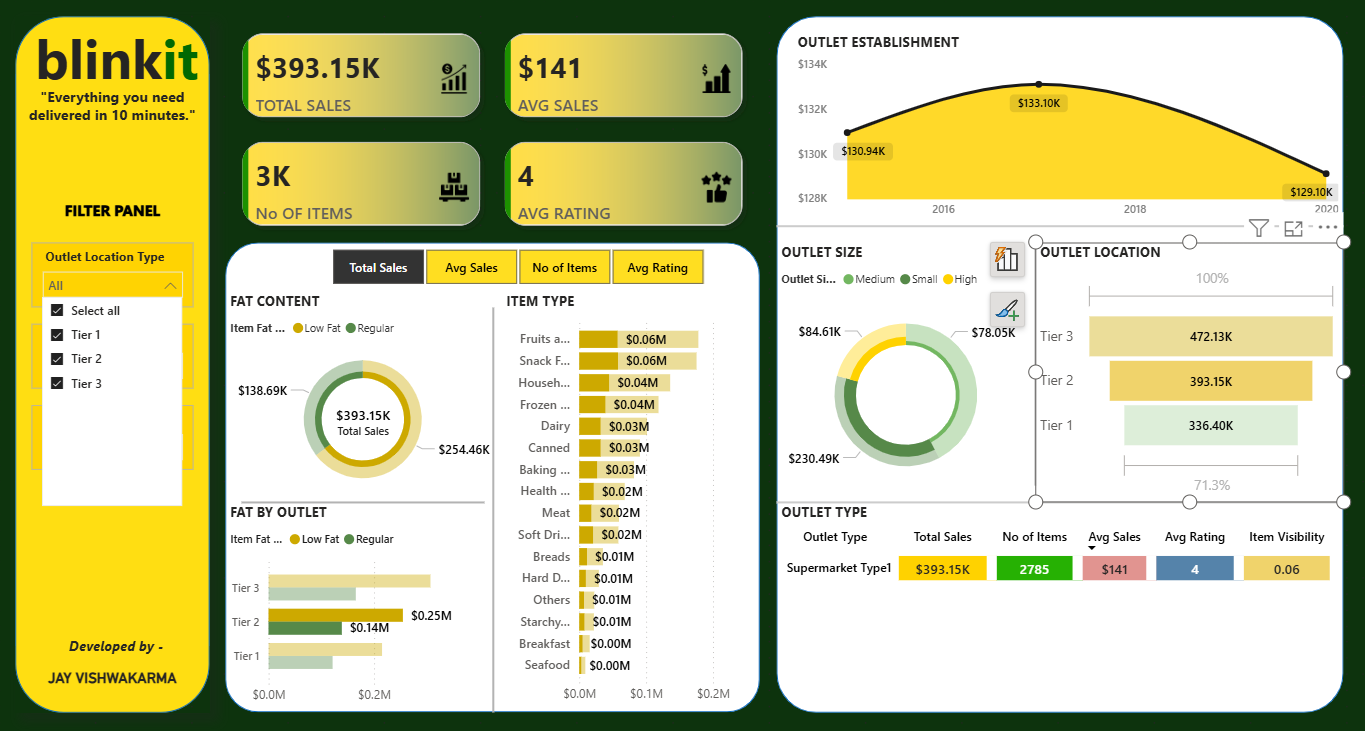 blinkit
"Everything you need
delivered in 10 minutes."
FILTER PANEL
Outlet Location Type
All
Select all
Tier 1
Tier 2
Tier 3
Developed by -
JAY VISHWAKARMA
$393.15K
TOTAL SALES
$141
AVG SALES
3K
No OF ITEMS
4
AVG RATING
Total Sales
Avg Sales
No of Items
Avg Rating
FAT CONTENT
Item Fat ... Low Fat Regular
$138.69K
$393.15K
Total Sales
$254.46K
FAT BY OUTLET
Item Fat ... Low Fat Regular
Tier 3
Tier 2 $0.25M
$0.14M
Tier 1
$0.0M $0.2M
ITEM TYPE
Fruits a... $0.06M
Snack F... $0.06M
Househ... $0.04M
Frozen ... $0.04M
Dairy $0.03M
Canned $0.03M
Baking ... $0.03M
Health ... $0.02M
Meat $0.02M
Soft Dri... $0.02M
Breads $0.01M
Hard D... $0.01M
Others $0.01M
Starchy... $0.01M
Breakfast $0.00M
Seafood $0.00M
$0.0M $0.1M $0.2M
OUTLET ESTABLISHMENT
$134K
$132K
$130K
$128K
$130.94K
$133.10K
$129.10K
2016 2018 2020
OUTLET SIZE
Outlet Si... Medium Small High
$84.61K
$78.05K
$230.49K
OUTLET LOCATION
100%
Tier 3 472.13K
Tier 2 393.15K
Tier 1 336.40K
71.3%
OUTLET TYPE
Outlet Type Total Sales No of Items Avg Sales Avg Rating Item Visibility
Supermarket Type1 $393.15K 2785 $141 4 0.06